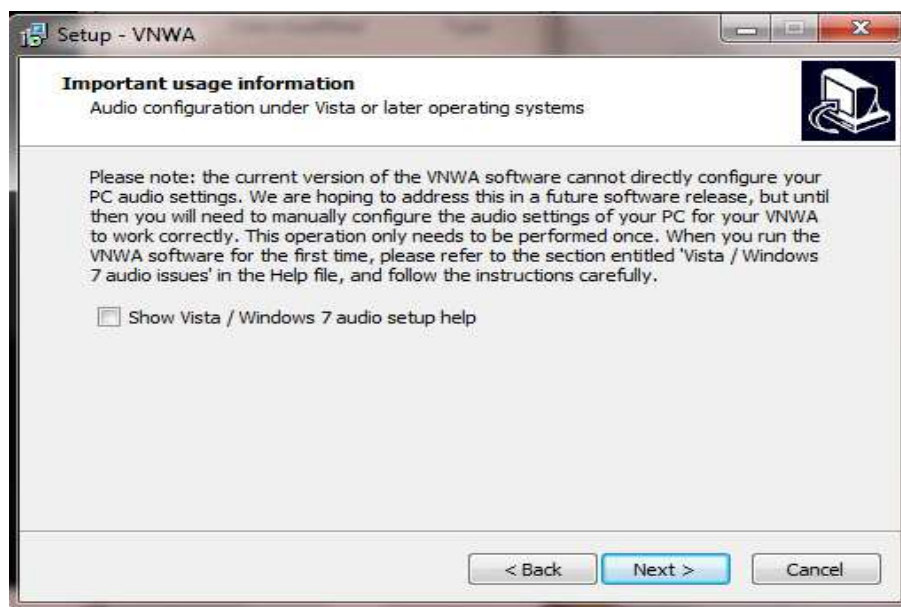 Setup - VNWA
Important usage information
Audio configuration under Vista or later operating systems
Please note: the current version of the VNWA software cannot directly configure your
PC audio settings. We are hoping to address this in a future software release, but until
then you will need to manually configure the audio settings of your PC for your VNWA
to work correctly. This operation only needs to be performed once. When you run the
VNWA software for the first time, please refer to the section entitled 'Vista / Windows
7 audio issues' in the Help file, and follow the instructions carefully.
Show Vista / Windows 7 audio setup help
< Back Next > Cancel